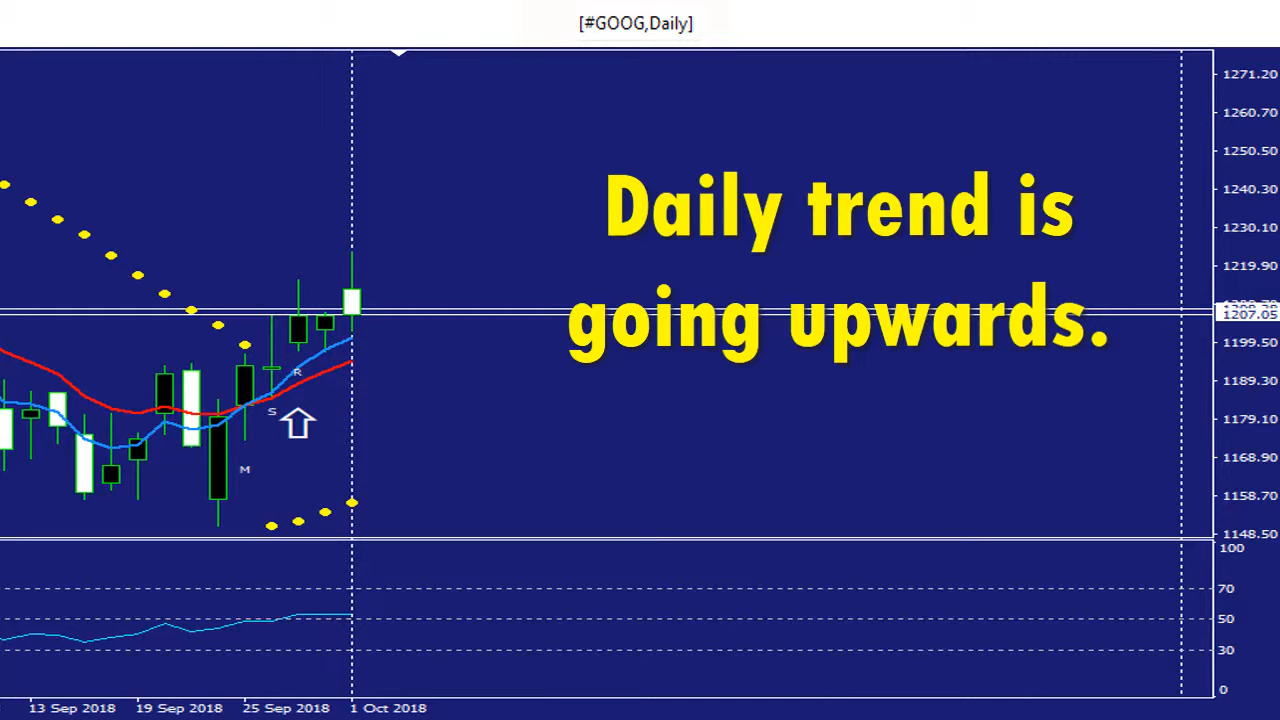 [#GOOG,Daily]
Daily trend is
going upwards.
1271.20
1260.70
1250.50
1240.30
1230.10
1219.90
1207.05
1199.50
1189.30
1179.10
1168.90
1158.70
1148.50
R
S
M
100
70
50
30
0
13 Sep 2018 19 Sep 2018 25 Sep 2018 1 Oct 2018